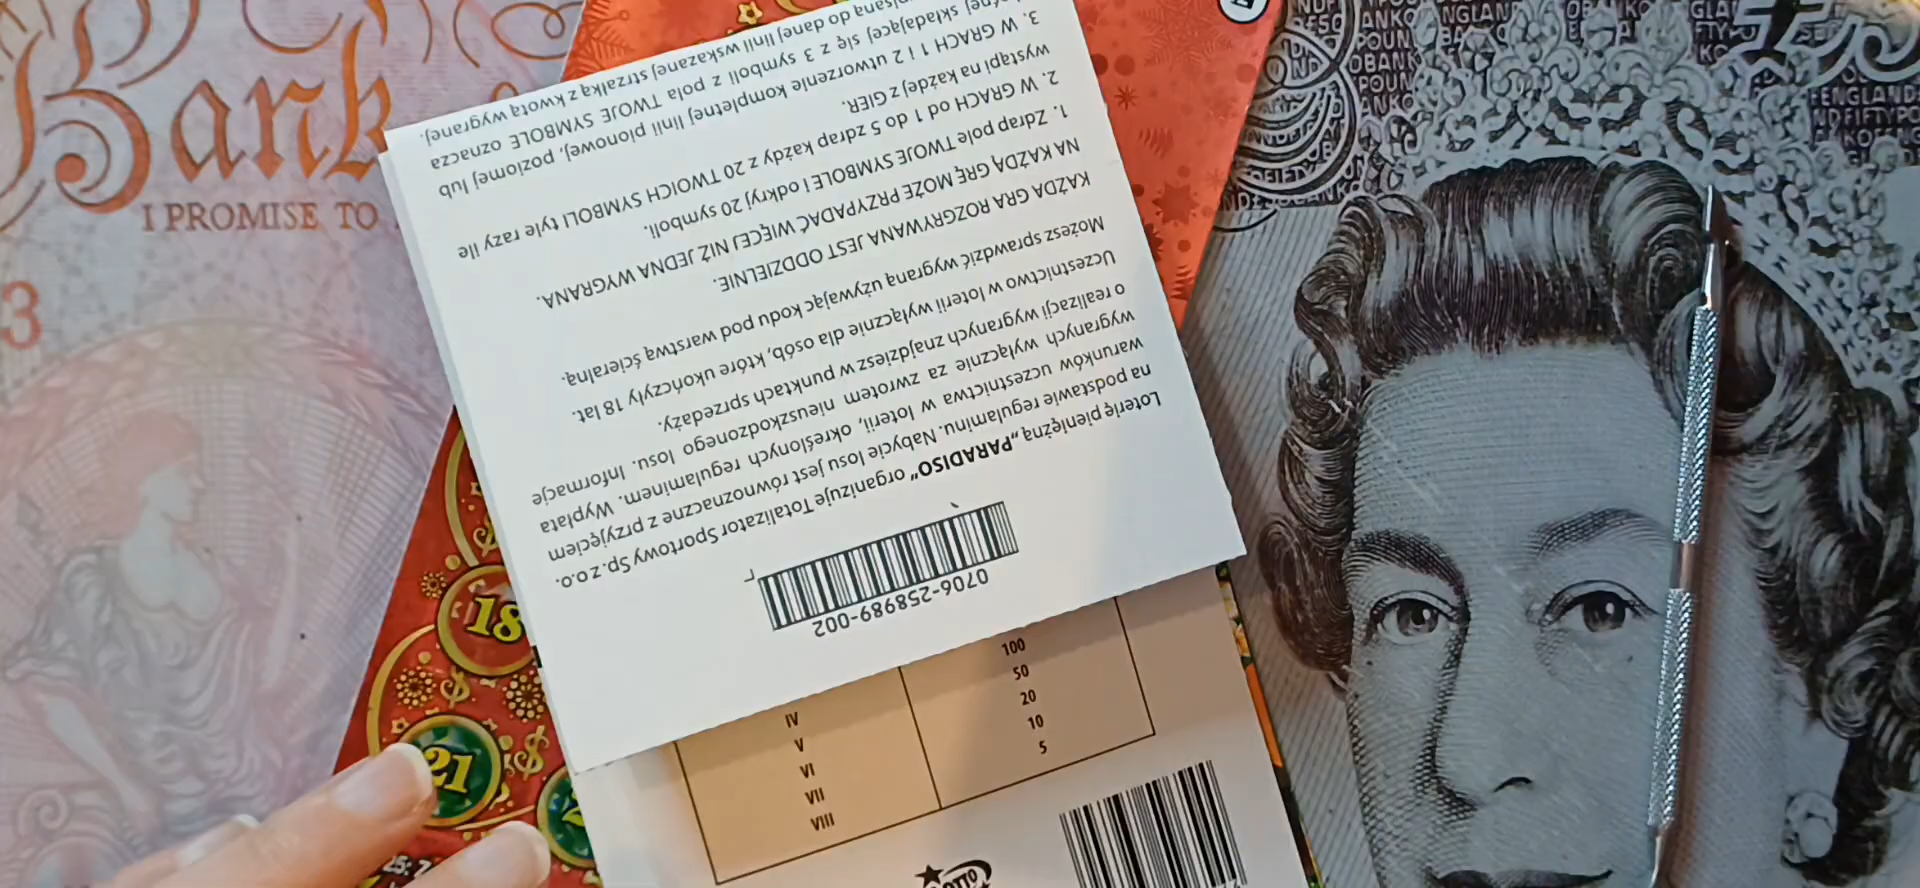 Bank
I PROMISE TO
3
18
21
0706-258989-002
Loterię pieniężną „PARADISO” organizuje Totalizator Sportowy Sp. z o.o.
na podstawie regulaminu. Nabycie losu jest równoznaczne z przyjęciem
warunków uczestnictwa w loterii, określonych regulaminem. Wypłata
wygranych wyłącznie za zwrotem nieuszkodzonego losu. Informacje
o realizacji wygranych znajdziesz w punktach sprzedaży.
Uczestnictwo w loterii wyłącznie dla osób, które ukończyły 18 lat.
Możesz sprawdzić wygraną używając kodu pod warstwą ścieralną.
KAŻDA GRA ROZGRYWANA JEST ODDZIELNIE.
NA KAŻDĄ GRĘ MOŻE PRZYPADAĆ WIĘCEJ NIŻ JEDNA WYGRANA.
1. Zdrap pole TWOJE SYMBOLE i odkryj 20 symboli.
2. W GRACH od 1 do 5 zdrap każdy z 20 TWOICH SYMBOLI tyle razy ile
wystąpi na każdej z GIER.
3. W GRACH 1 i 2 utworzenie kompletnej linii pionowej, poziomej lub
składającej się z 3 symboli z pola TWOJE SYMBOLE oznacza
do danej linii wskazanej strzałką z kwotą wygranej.
100
IV 50
V 20
VI 10
VII 5
VIII
LOTTO